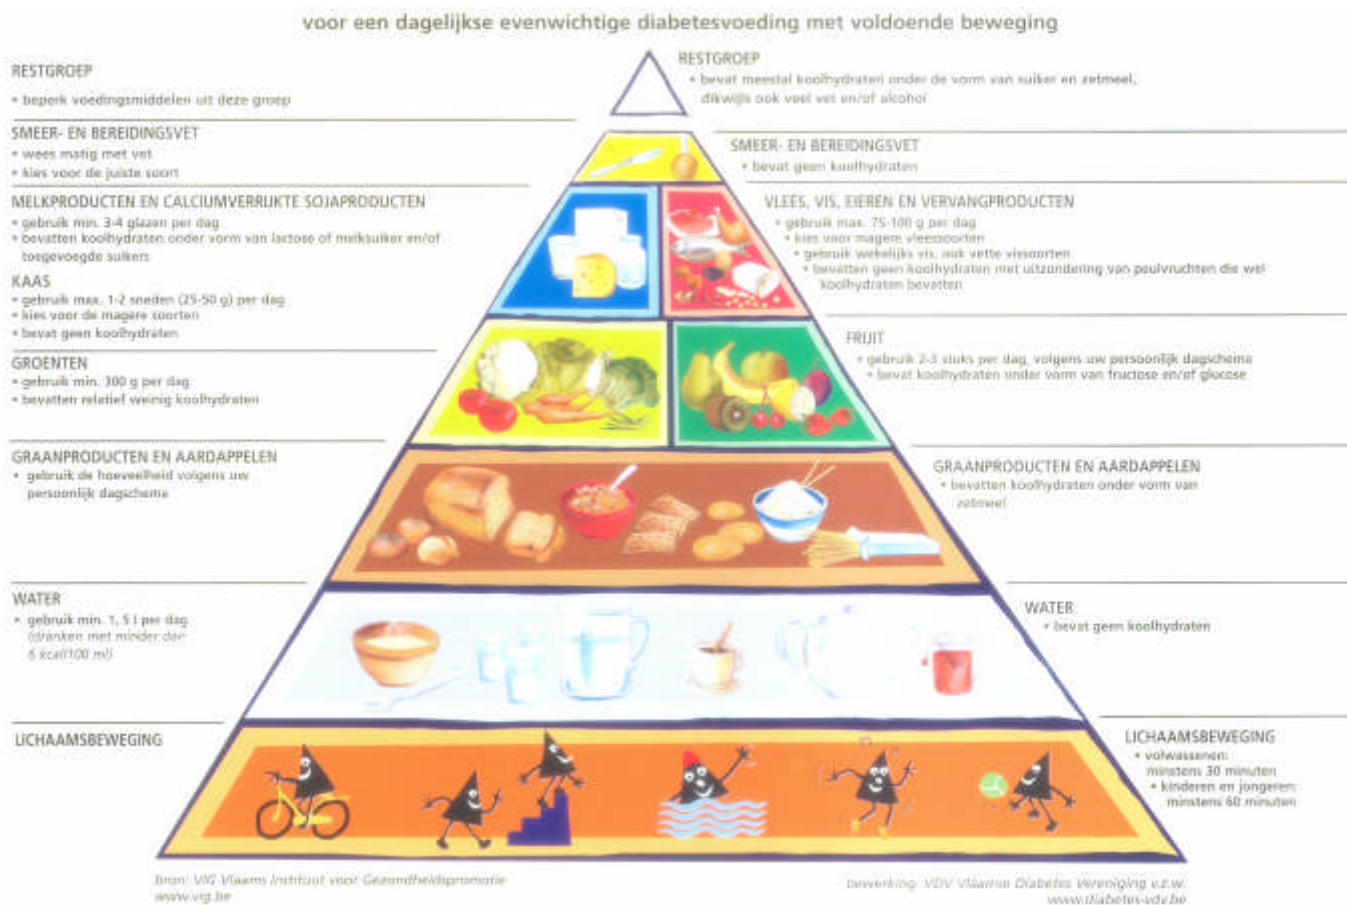 voor een dagelijkse evenwichtige diabetesvoeding met voldoende beweging
RESTGROEP
• beperk voedingsmiddelen uit deze groep
SMEER- EN BEREIDINGSVET
• wees matig met vet
• kies voor de juiste soort
MELKPRODUCTEN EN CALCIUMVERRIJKTE SOJAPRODUCTEN
• gebruik min. 3-4 glazen per dag
• bevatten koolhydraten onder vorm van lactose of melksuiker en/of
toegevoegde suikers
KAAS
• gebruik max. 1-2 sneden (25-50 g) per dag
• kies voor de magere soorten
• bevat geen koolhydraten
GROENTEN
• gebruik min. 300 g per dag
• bevatten relatief weinig koolhydraten
GRAANPRODUCTEN EN AARDAPPELEN
• gebruik de hoeveelheid volgens uw
persoonlijk dagschema
WATER
• gebruik min. 1, 5 l per dag
(dranken met minder dan
6 kcal/100 ml)
LICHAAMSBEWEGING
RESTGROEP
• bevat meestal koolhydraten onder de vorm van suiker en zetmeel,
dikwijls ook veel vet en/of alcohol
SMEER- EN BEREIDINGSVET
• bevat geen koolhydraten
VLEES, VIS, EIEREN EN VERVANGPRODUCTEN
• gebruik max. 75-100 g per dag
• kies voor magere vleessoorten
• gebruik wekelijks vis, ook vette vissoorten
• bevatten geen koolhydraten met uitzondering van peulvruchten die wel
koolhydraten bevatten
FRUIT
• gebruik 2-3 stuks per dag, volgens uw persoonlijk dagschema
• bevat koolhydraten onder vorm van fructose en/of glucose
GRAANPRODUCTEN EN AARDAPPELEN
• bevatten koolhydraten onder vorm van
zetmeel
WATER
• bevat geen koolhydraten
LICHAAMSBEWEGING
• volwassenen:
minstens 30 minuten
• kinderen en jongeren:
minstens 60 minuten
Bron: VIG Vlaams Instituut voor Gezondheidspromotie
www.vig.be
bewerking: VDV Vlaamse Diabetes Vereniging v.z.w.
www.diabetes-vdv.be